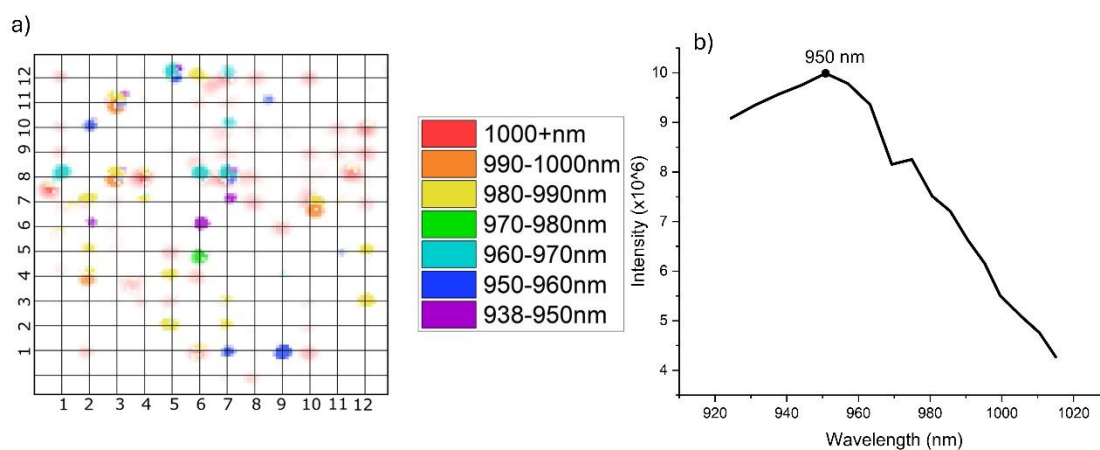 a)
12
11
10
9
8
7
6
5
4
3
2
1
1 2 3 4 5 6 7 8 9 10 11 12
1000+nm
990-1000nm
980-990nm
970-980nm
960-970nm
950-960nm
938-950nm
b)
950 nm
Intensity (x10^6)
10
9
8
7
6
5
4
920 940 960 980 1000 1020
Wavelength (nm)